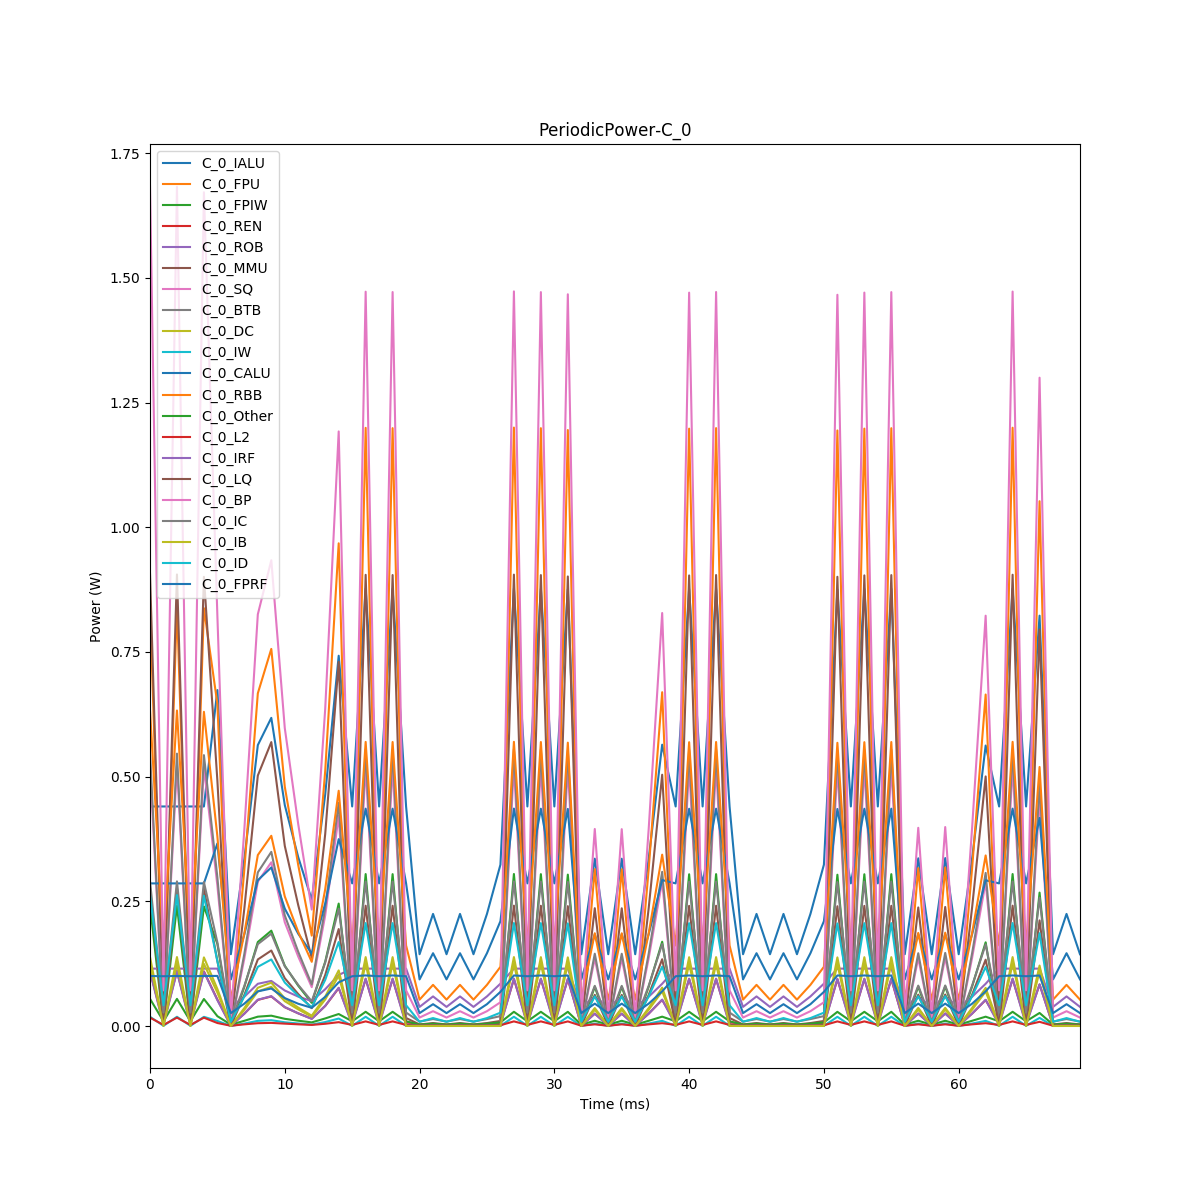 PeriodicPower-C_0
1.75
1.50
1.25
1.00
0.75
0.50
0.25
0.00
Power (W)
C_0_IALU
C_0_FPU
C_0_FPIW
C_0_REN
C_0_ROB
C_0_MMU
C_0_SQ
C_0_BTB
C_0_DC
C_0_IW
C_0_CALU
C_0_RBB
C_0_Other
C_0_L2
C_0_IRF
C_0_LQ
C_0_BP
C_0_IC
C_0_IB
C_0_ID
C_0_FPRF
0 10 20 30 40 50 60
Time (ms)